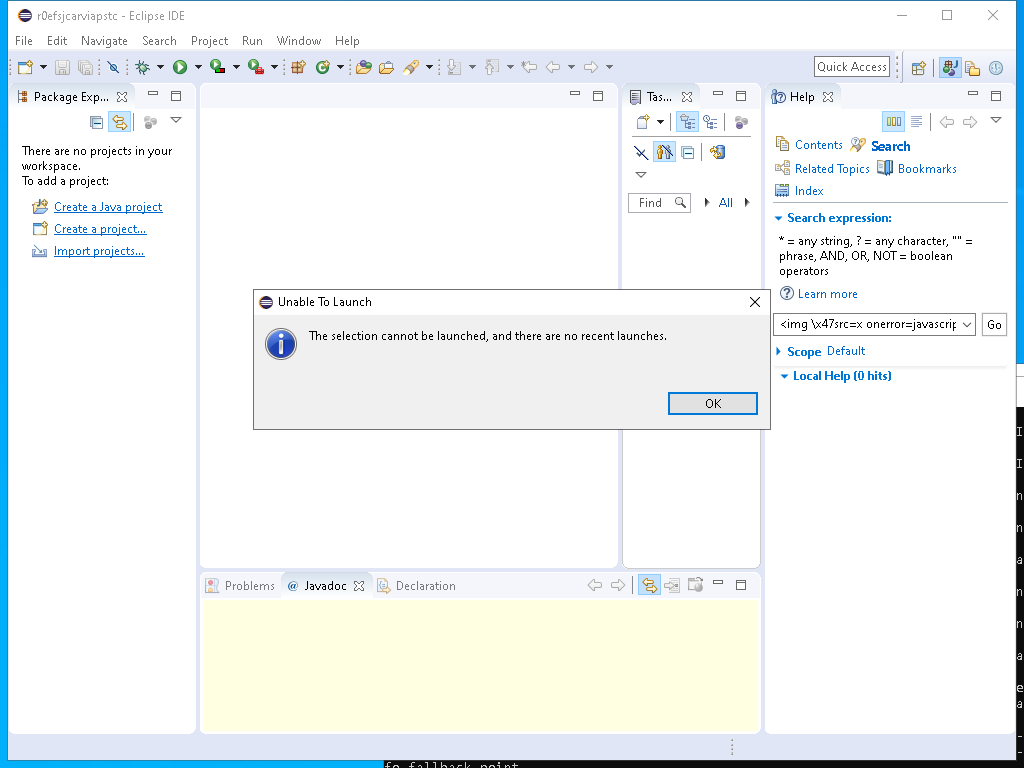 r0efsjcarviapstc - Eclipse IDE
File Edit Navigate Search Project Run Window Help
Quick Access
Package Exp...
There are no projects in your
workspace.
To add a project:
Create a Java project
Create a project...
Import projects...
Tas...
Find
All
Help
Contents Search
Related Topics Bookmarks
Index
Search expression:
* = any string, ? = any character, "" =
phrase, AND, OR, NOT = boolean
operators
Learn more
<img \x47src=x onerror=javascrip
Go
Scope Default
Local Help (0 hits)
Unable To Launch
The selection cannot be launched, and there are no recent launches.
OK
Problems @ Javadoc Declaration
fo fallback point